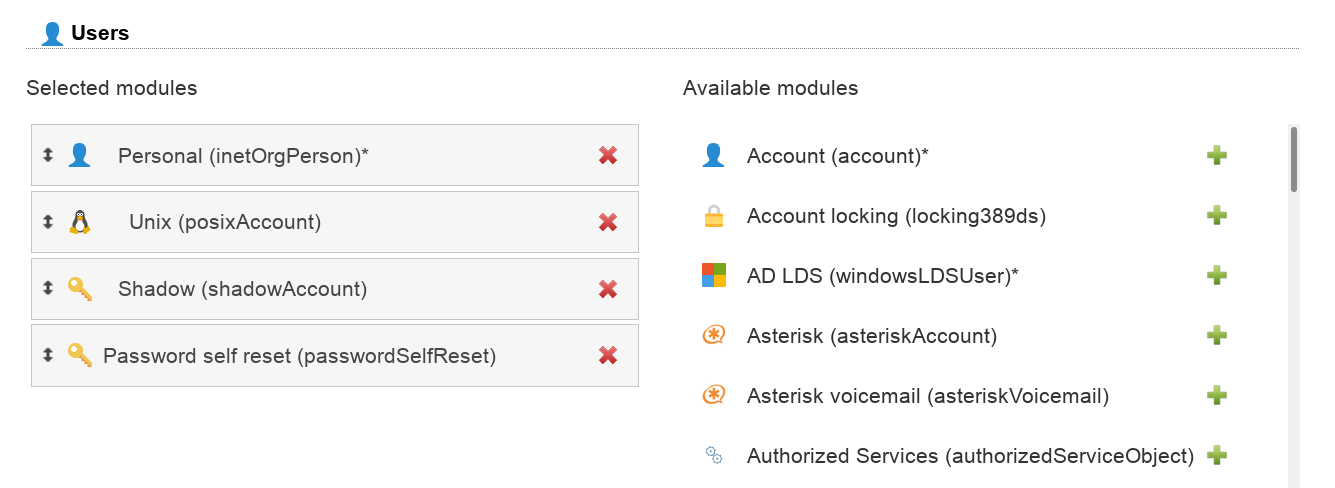 Users
Selected modules
Available modules
Personal (inetOrgPerson)*
Unix (posixAccount)
Shadow (shadowAccount)
Password self reset (passwordSelfReset)
Account (account)*
Account locking (locking389ds)
AD LDS (windowsLDSUser)*
Asterisk (asteriskAccount)
Asterisk voicemail (asteriskVoicemail)
Authorized Services (authorizedServiceObject)